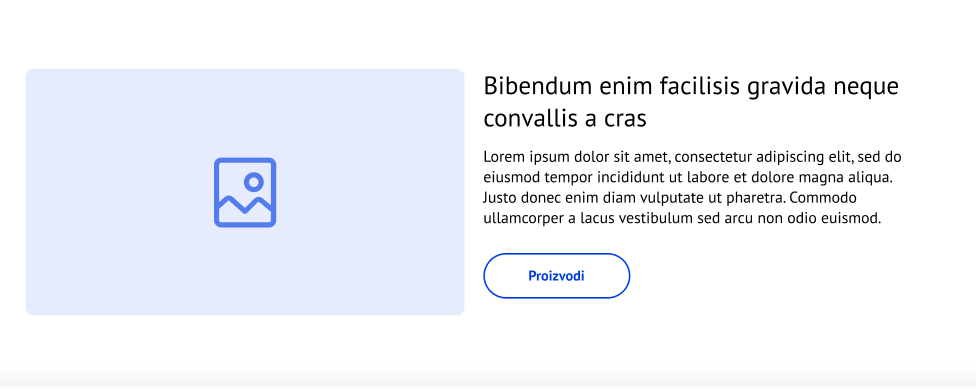 Bibendum enim facilisis gravida neque
convallis a cras
Lorem ipsum dolor sit amet, consectetur adipiscing elit, sed do
eiusmod tempor incididunt ut labore et dolore magna aliqua.
Justo donec enim diam vulputate ut pharetra. Commodo
ullamcorper a lacus vestibulum sed arcu non odio euismod.
Proizvodi